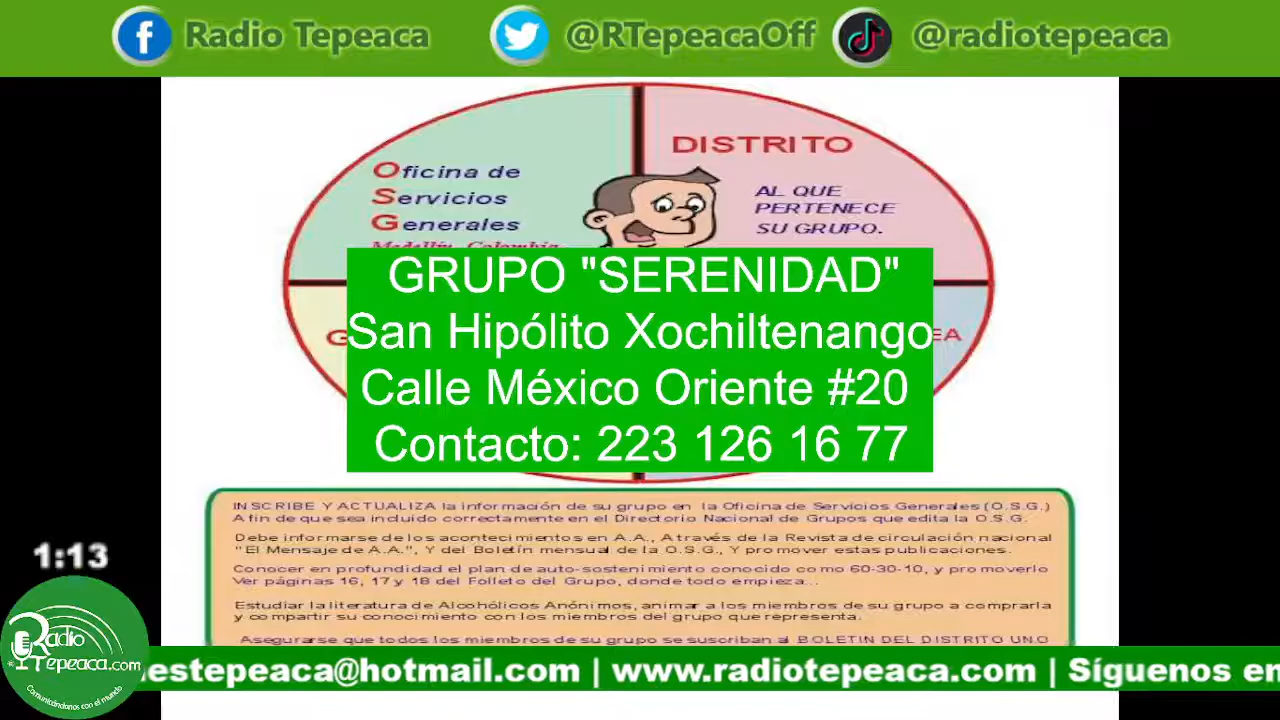 Radio Tepeaca @RTepeacaOff @radiotepeaca
Oficina de
Servicios
Generales
Medellín, Colombia
DISTRITO
AL QUE
PERTENECE
SU GRUPO.
GRUPO "SERENIDAD"
San Hipólito Xochiltenango
Calle México Oriente #20
Contacto: 223 126 16 77
INSCRIBE Y ACTUALIZA la información de su grupo en la Oficina de Servicios Generales (O.S.G.)
A fin de que sea incluido correctamente en el Directorio Nacional de Grupos que edita la O.S.G.
Debe informarse de los acontecimientos en A.A., A través de la Revista de circulación nacional
"El Mensaje de A.A.", Y del Boletín mensual de la O.S.G., Y promover estas publicaciones.
Conocer en profundidad el plan de auto-sostenimiento conocido como 60-30-10, y promoverlo
Ver páginas 16, 17 y 18 del Folleto del Grupo, donde todo empieza...
Estudiar la literatura de Alcohólicos Anónimos, animar a los miembros de su grupo a comprarla
y compartir su conocimiento con los miembros del grupo que representa.
Asegurarse que todos los miembros de su grupo se suscriban al BOLETIN DEL DISTRITO UNO
1:13
Radio
Tepeaca.com
Comunicándonos con el mundo
estepeaca@hotmail.com | www.radiotepeaca.com | Síguenos en